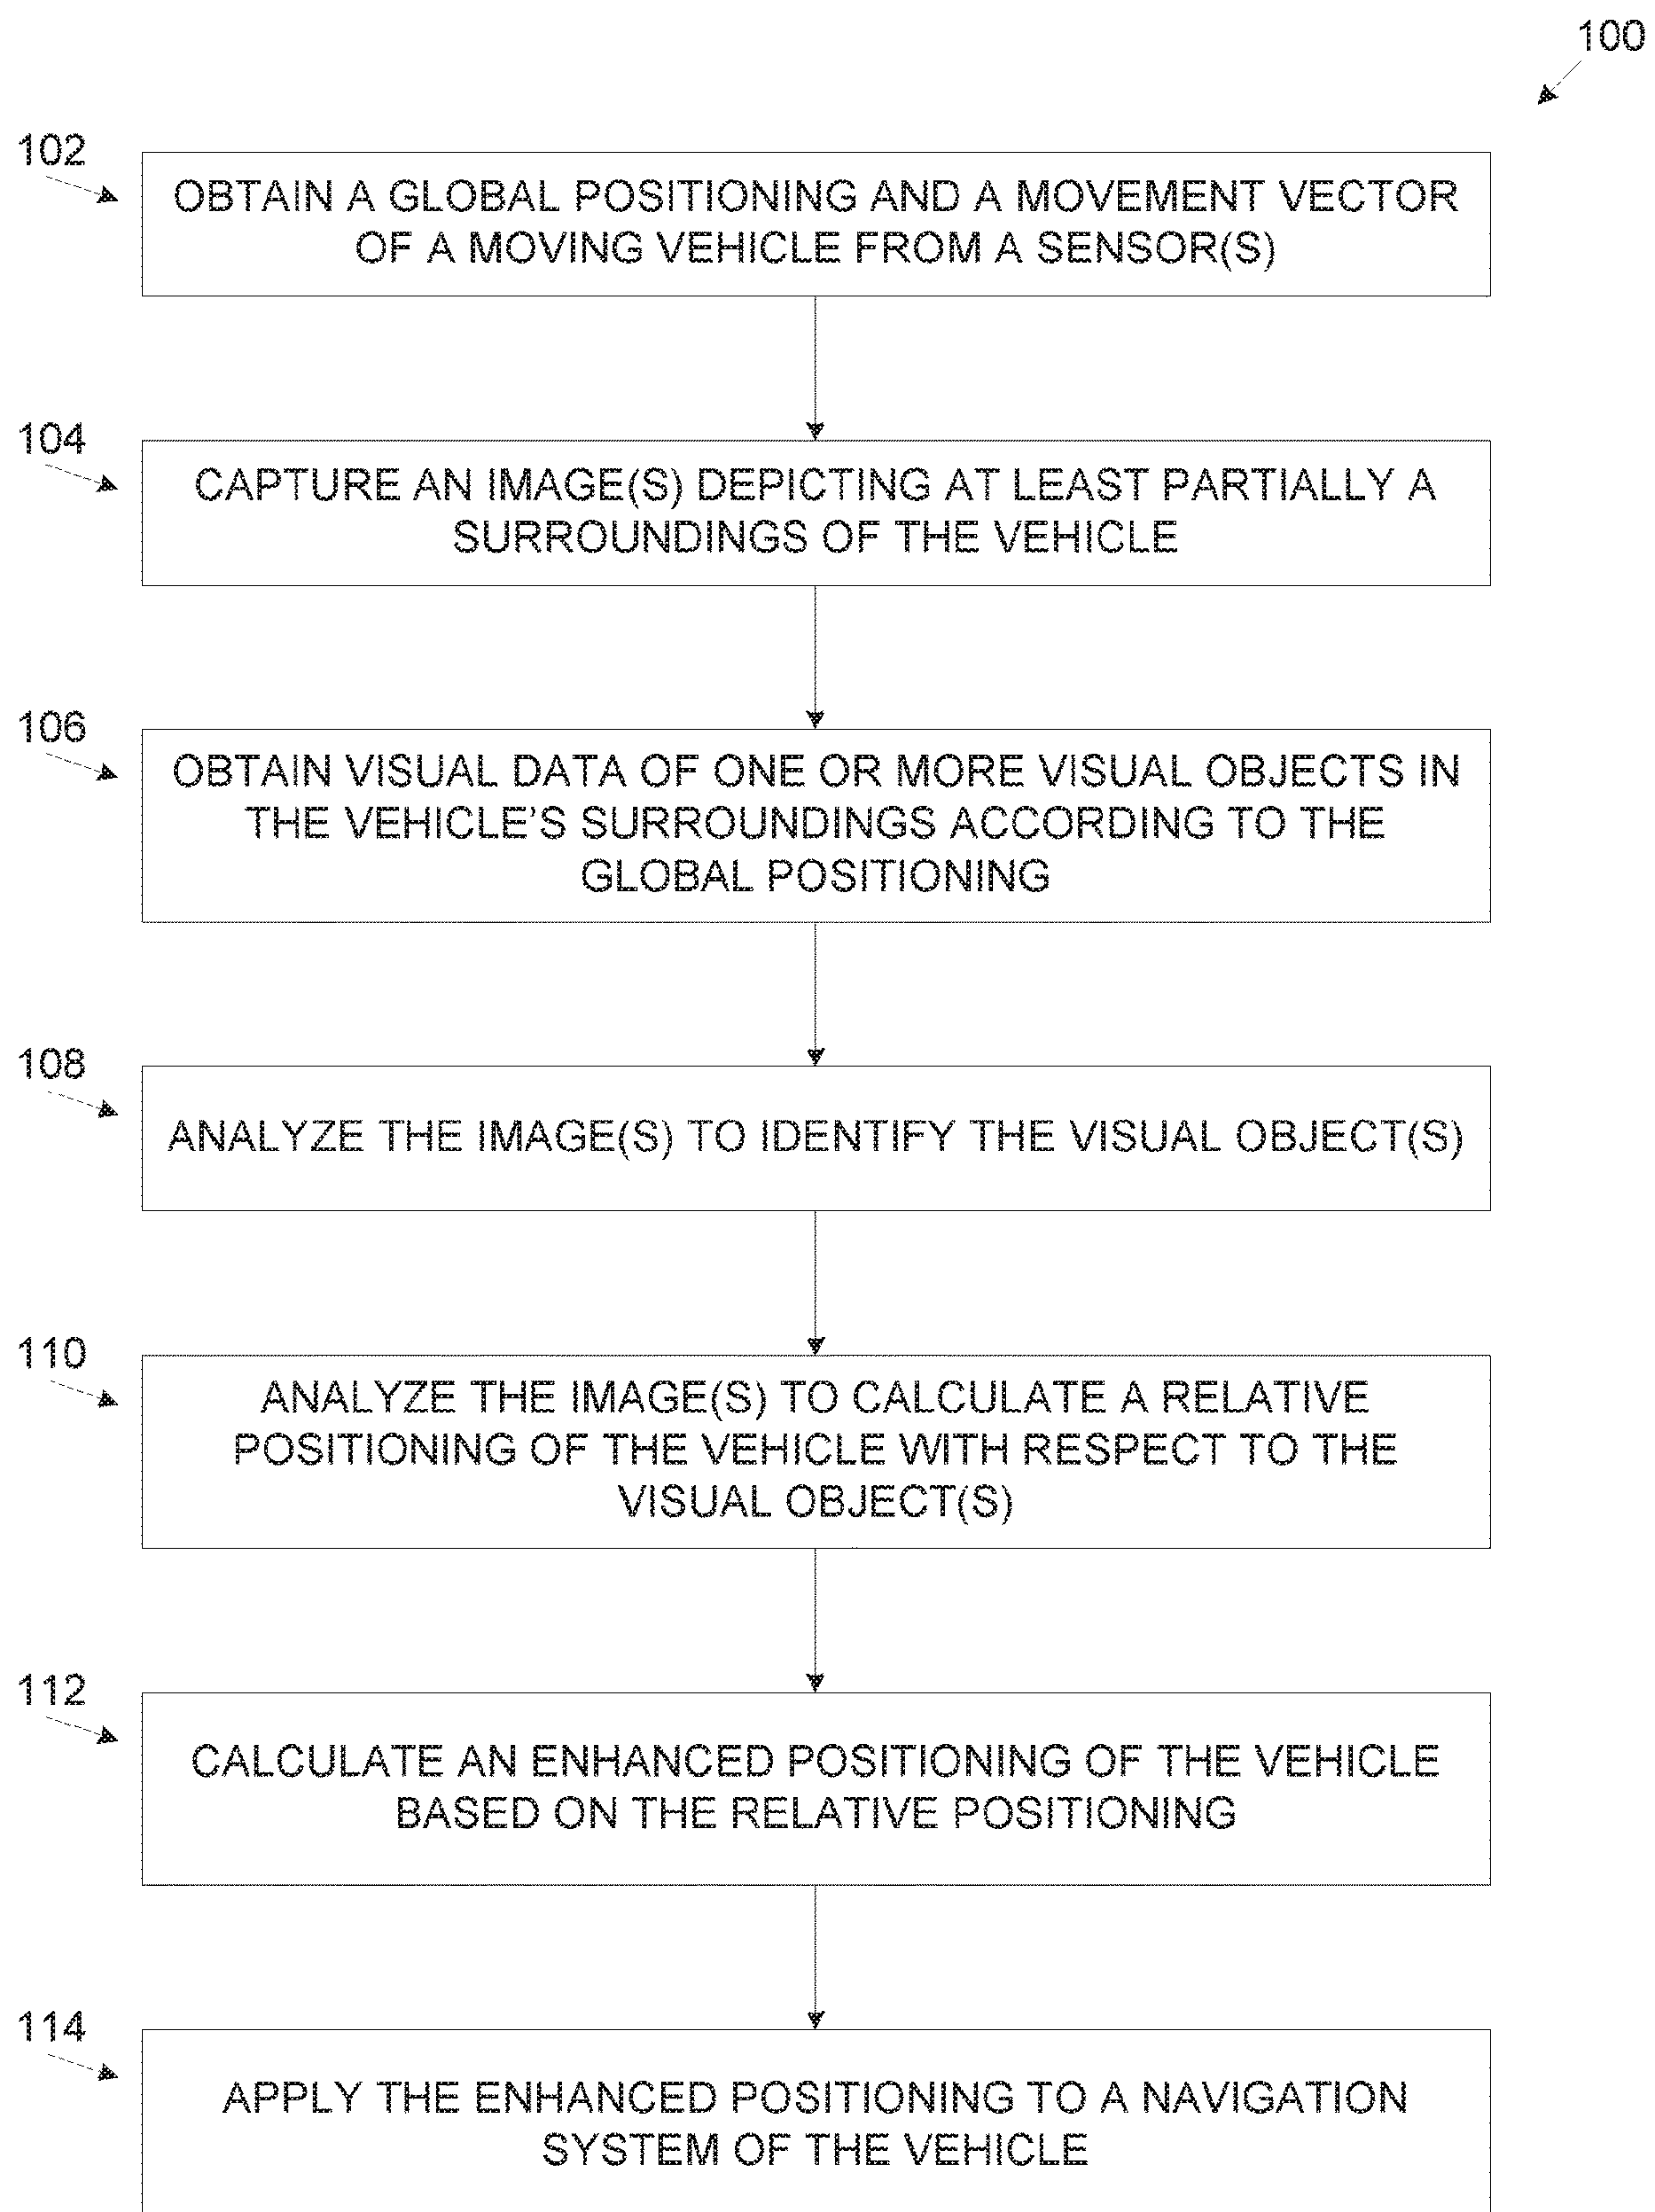 100
102
OBTAIN A GLOBAL POSITIONING AND A MOVEMENT VECTOR
OF A MOVING VEHICLE FROM A SENSOR(S)
104
CAPTURE AN IMAGE(S) DEPICTING AT LEAST PARTIALLY A
SURROUNDINGS OF THE VEHICLE
106
OBTAIN VISUAL DATA OF ONE OR MORE VISUAL OBJECTS IN
THE VEHICLE'S SURROUNDINGS ACCORDING TO THE
GLOBAL POSITIONING
108
ANALYZE THE IMAGE(S) TO IDENTIFY THE VISUAL OBJECT(S)
110
ANALYZE THE IMAGE(S) TO CALCULATE A RELATIVE
POSITIONING OF THE VEHICLE WITH RESPECT TO THE
VISUAL OBJECT(S)
112
CALCULATE AN ENHANCED POSITIONING OF THE VEHICLE
BASED ON THE RELATIVE POSITIONING
114
APPLY THE ENHANCED POSITIONING TO A NAVIGATION
SYSTEM OF THE VEHICLE